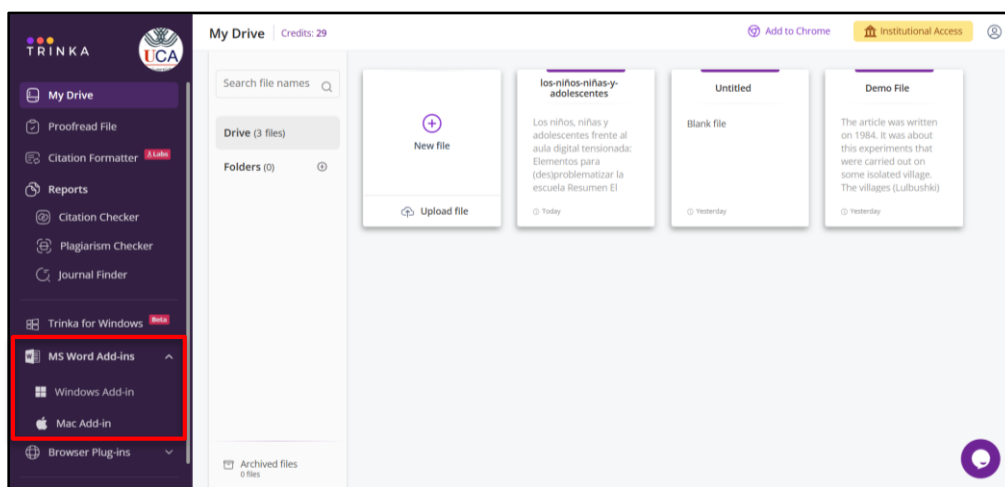 TRINKA
UCA
My Drive
Proofread File
Citation Formatter
Reports
Citation Checker
Plagiarism Checker
Journal Finder
Trinka for Windows Beta
MS Word Add-ins
Windows Add-in
Mac Add-in
Browser Plug-ins
My Drive Credits: 29
Add to Chrome
Institutional Access
Search file names
Drive (3 files)
Folders (0)
Archived files
0 files
New file
Upload file
los-niños-niñas-y-
adolescentes
Los niños, niñas y
adolescentes frente al
aula digital tensionada:
Elementos para
(des)problematizar la
escuela Resumen El
Today
Untitled
Blank file
Yesterday
Demo File
The article was written
on 1984. It was about
this experiments that
were carried out on
some isolated village.
The villages (Lulbushki)
Yesterday